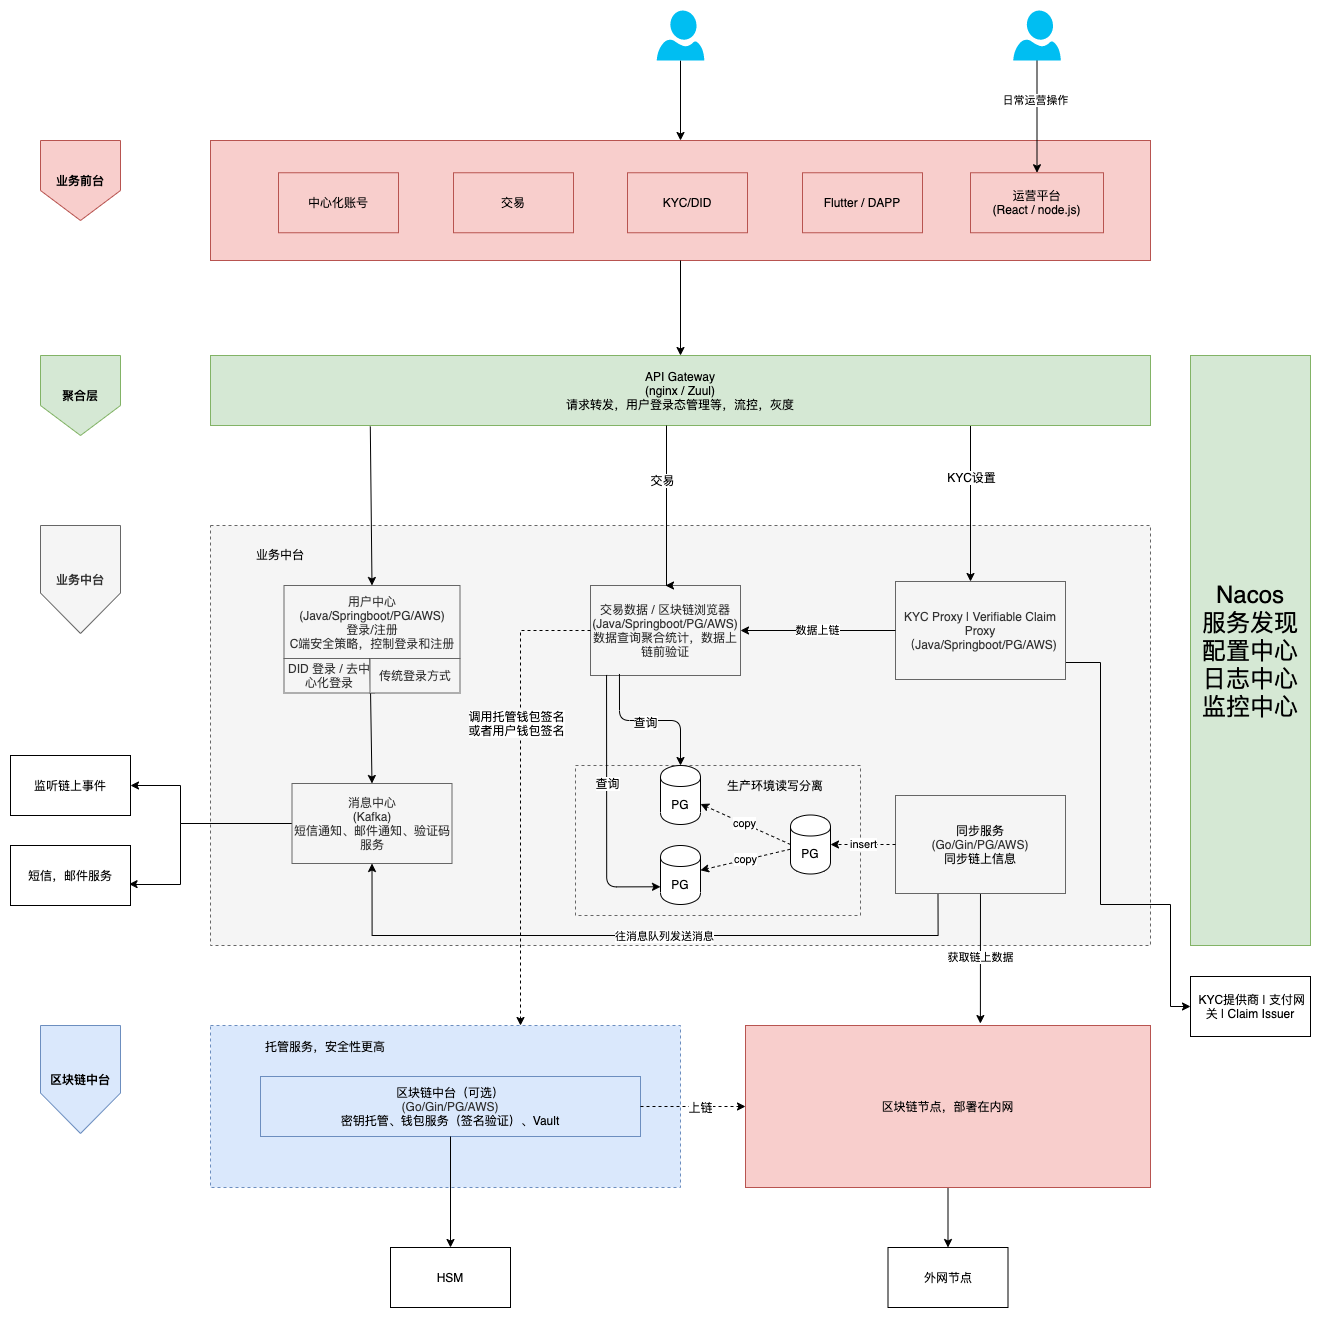 日常运营操作
业务前台
中心化账号
交易
KYC/DID
Flutter / DAPP
运营平台
(React / node.js)
聚合层
API Gateway
(nginx / Zuul)
请求转发，用户登录态管理等，流控，灰度
交易
KYC设置
业务中台
业务中台
用户中心
(Java/Springboot/PG/AWS)
登录/注册
C端安全策略，控制登录和注册
DID 登录 / 去中
心化登录
传统登录方式
交易数据 / 区块链浏览器
(Java/Springboot/PG/AWS)
数据查询聚合统计，数据上
链前验证
数据上链
KYC Proxy | Verifiable Claim
Proxy
（Java/Springboot/PG/AWS)
Nacos
服务发现
配置中心
日志中心
监控中心
调用托管钱包签名
或者用户钱包签名
查询
查询
生产环境读写分离
PG
copy
PG
copy
PG
insert
监听链上事件
短信，邮件服务
消息中心
(Kafka)
短信通知、邮件通知、验证码
服务
同步服务
(Go/Gin/PG/AWS)
同步链上信息
往消息队列发送消息
获取链上数据
KYC提供商 | 支付网
关 | Claim Issuer
区块链中台
托管服务，安全性更高
区块链中台（可选）
(Go/Gin/PG/AWS)
密钥托管、钱包服务（签名验证）、Vault
上链
区块链节点，部署在内网
HSM
外网节点